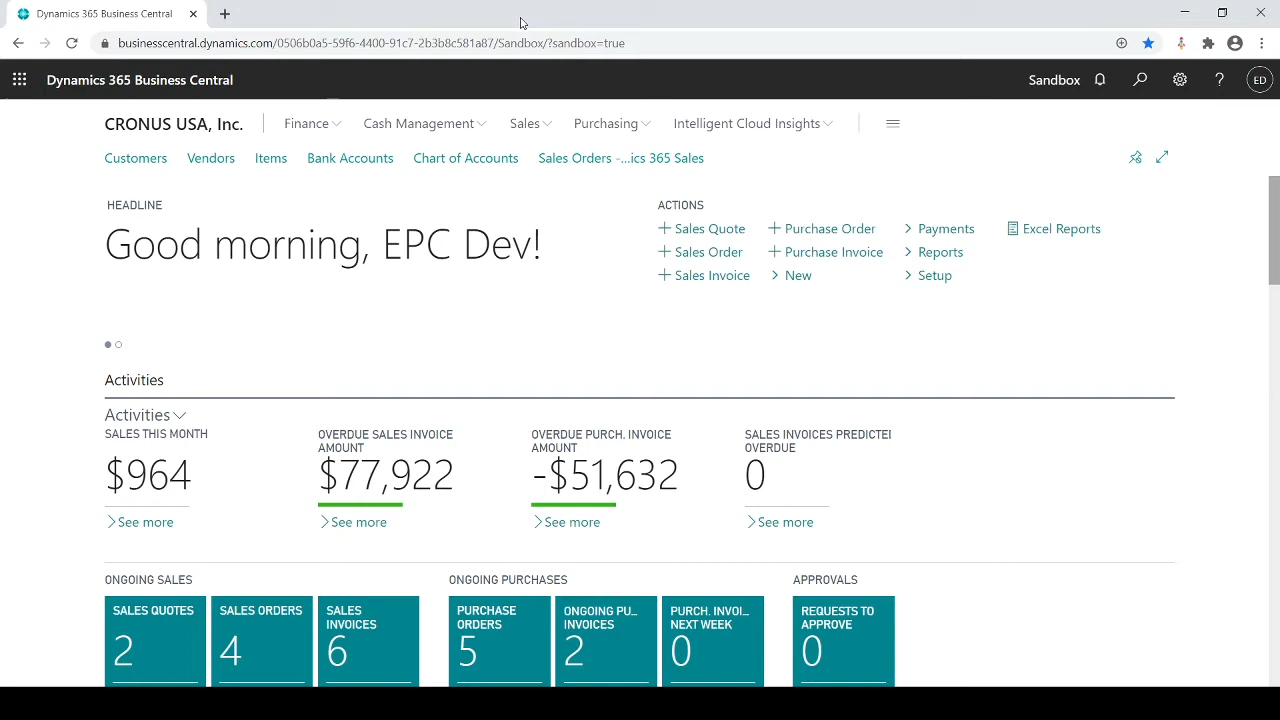 Dynamics 365 Business Central
businesscentral.dynamics.com/0506b0a5-59f6-4400-91c7-2b3b8c581a87/Sandbox/?sandbox=true
Dynamics 365 Business Central
Sandbox
ED
CRONUS USA, Inc.
Finance
Cash Management
Sales
Purchasing
Intelligent Cloud Insights
Customers
Vendors
Items
Bank Accounts
Chart of Accounts
Sales Orders -...ics 365 Sales
HEADLINE
Good morning, EPC Dev!
ACTIONS
Sales Quote
Sales Order
Sales Invoice
Purchase Order
Purchase Invoice
New
Payments
Reports
Setup
Excel Reports
Activities
Activities
SALES THIS MONTH
$964
See more
OVERDUE SALES INVOICE
AMOUNT
$77,922
See more
OVERDUE PURCH. INVOICE
AMOUNT
-$51,632
See more
SALES INVOICES PREDICTEI
OVERDUE
0
See more
ONGOING SALES
SALES QUOTES
2
SALES ORDERS
4
SALES
INVOICES
6
ONGOING PURCHASES
PURCHASE
ORDERS
5
ONGOING PU...
INVOICES
2
PURCH. INVOI...
NEXT WEEK
0
APPROVALS
REQUESTS TO
APPROVE
0